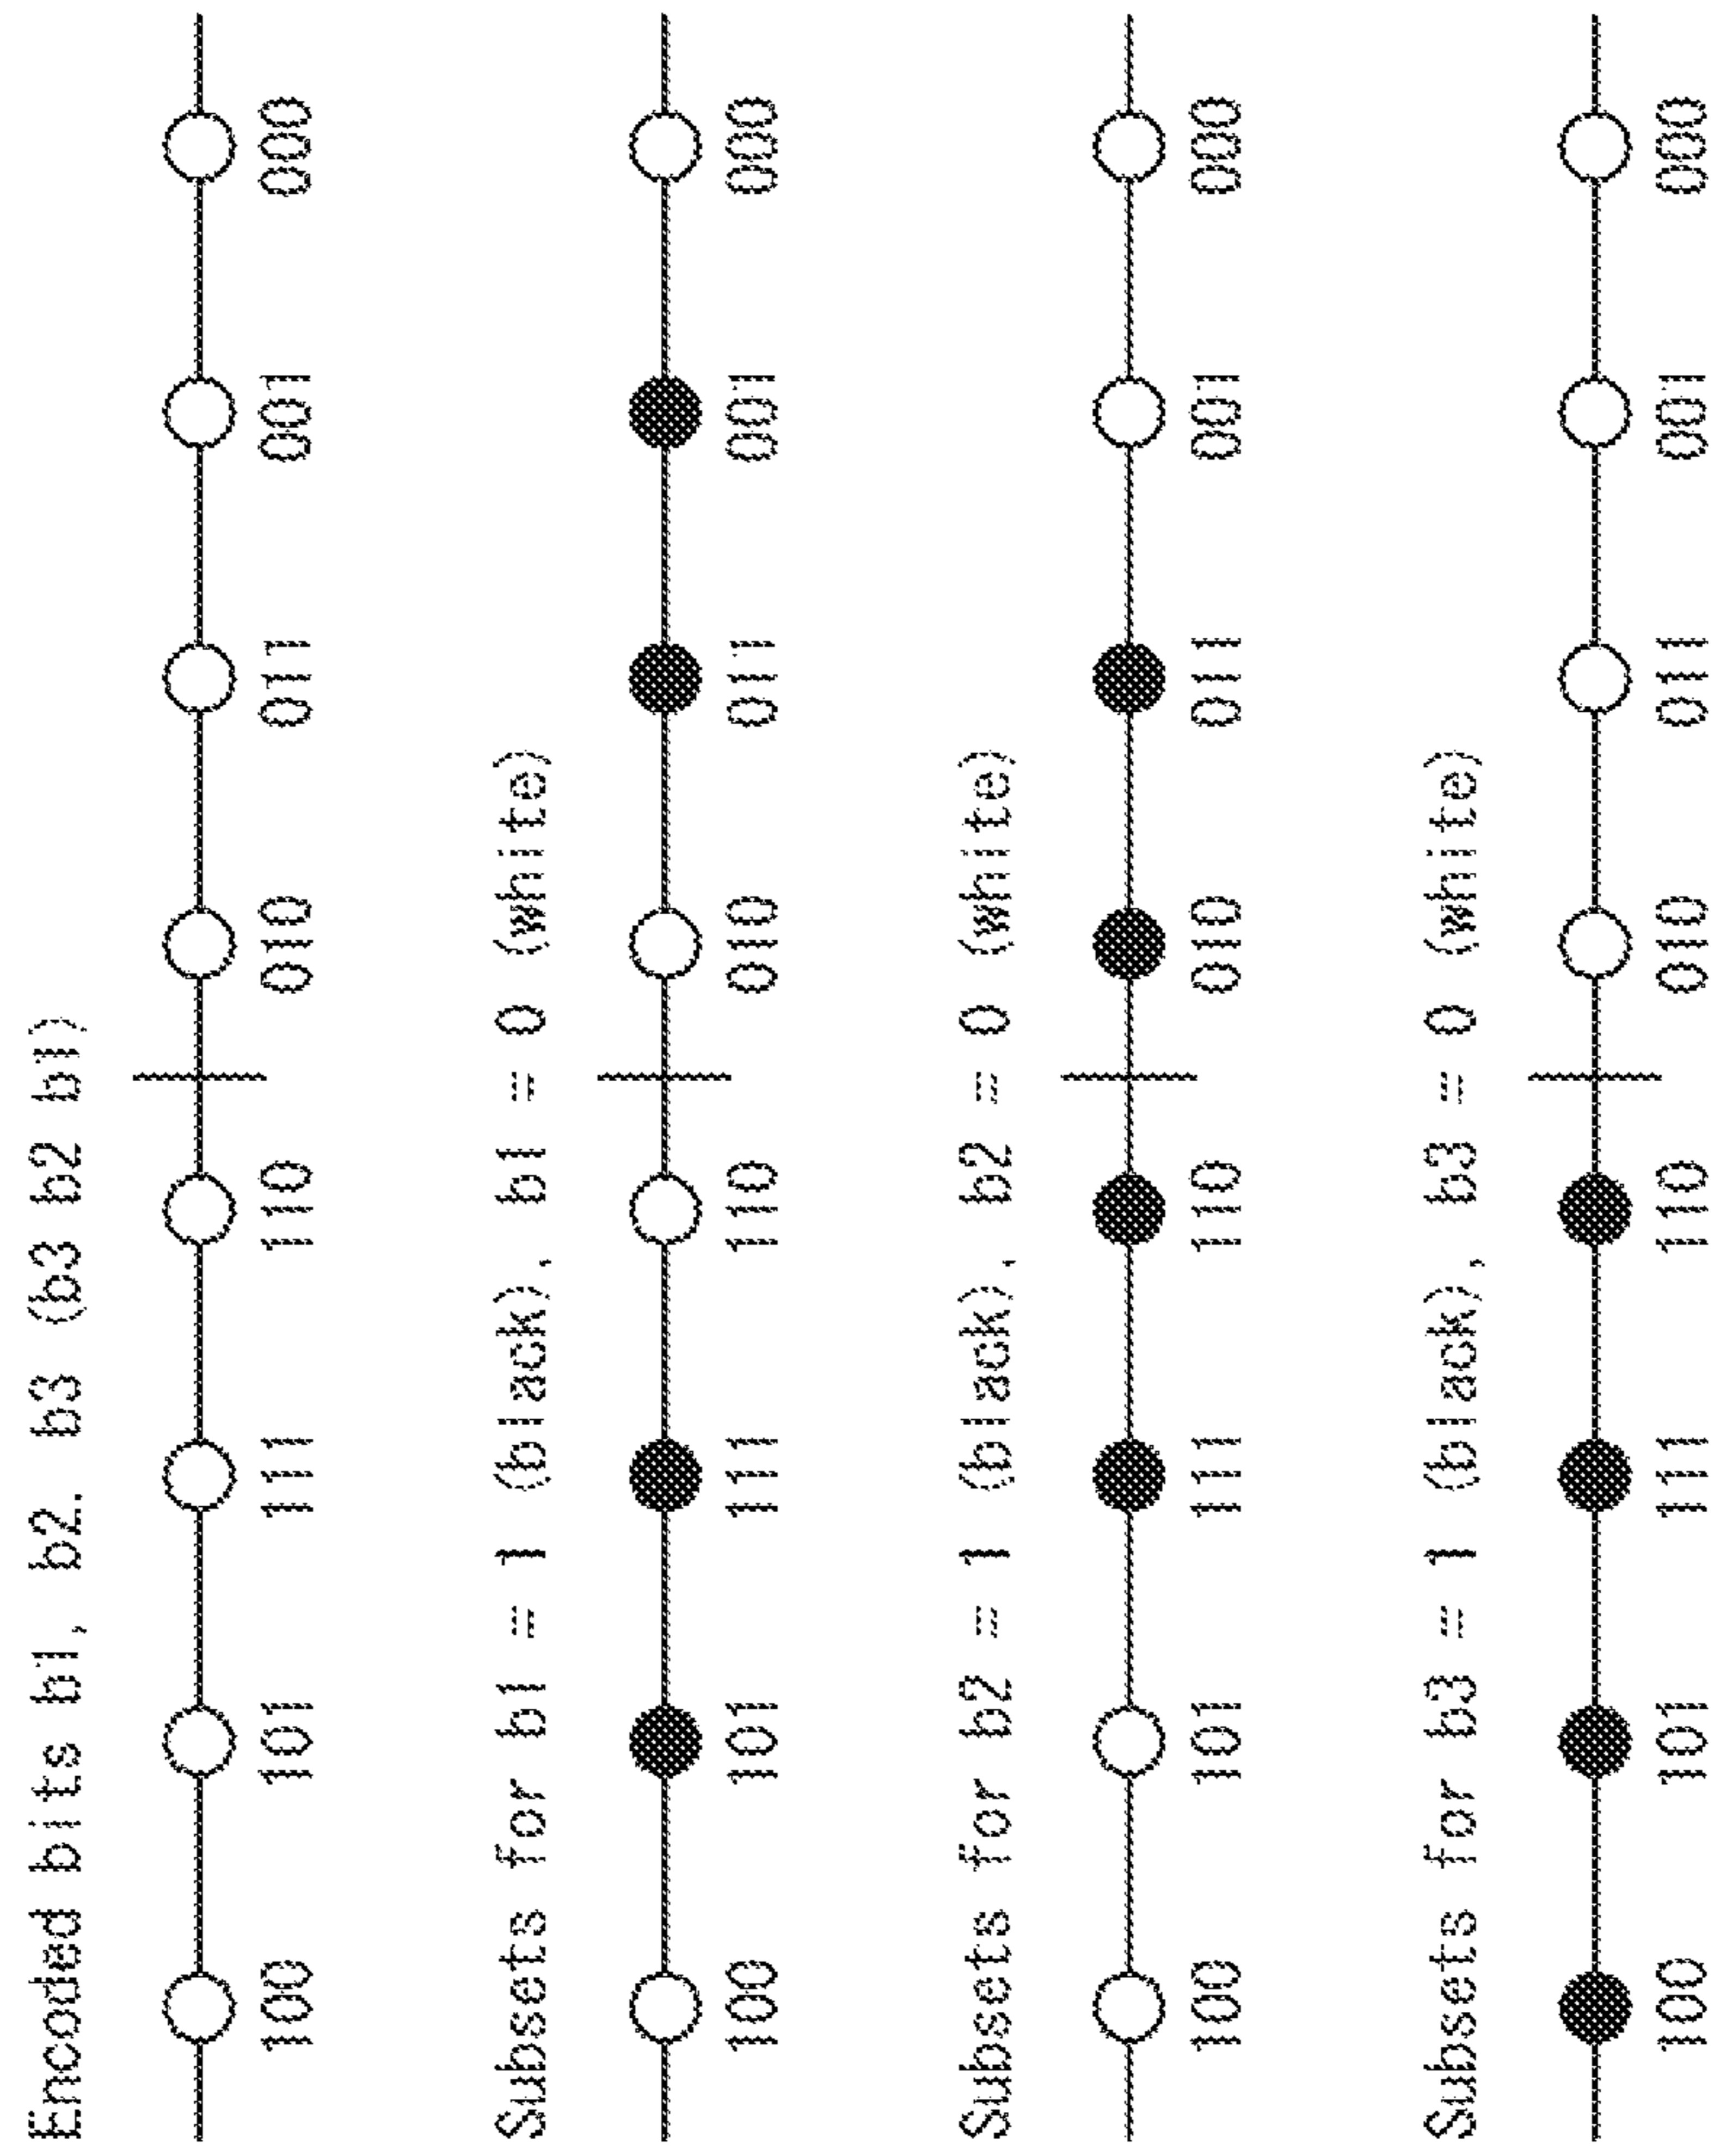 Encoded bits b1, b2. b3 (b3 b2 b1)
100 101 111 110 010 011 001 000
Subsets for b1 = 1 (black), b1 = 0 (white)
100 101 111 110 010 011 001 000
Subsets for b2 = 1 (black), b2 = 0 (white)
100 101 111 110 010 011 001 000
Subsets for b3 = 1 (black), b3 = 0 (white)
100 101 111 110 010 011 001 000